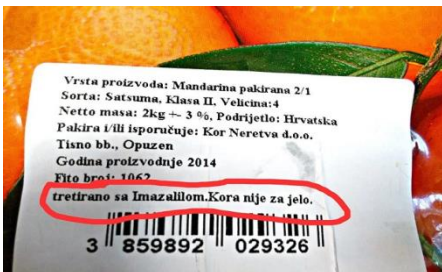 Vrsta proizvoda: Mandarina pakirana 2/1
Sorta: Satsuma, Klasa II, Velicina:4
Netto masa: 2kg +- 3 %, Podrijetlo: Hrvatska
Pakira i/ili isporučuje: Kor Neretva d.o.o.
Tisno bb., Opuzen
Godina proizvodnje 2014
Fito broj: 1062
tretirano sa Imazalilom.Kora nije za jelo.
3 859892 029326